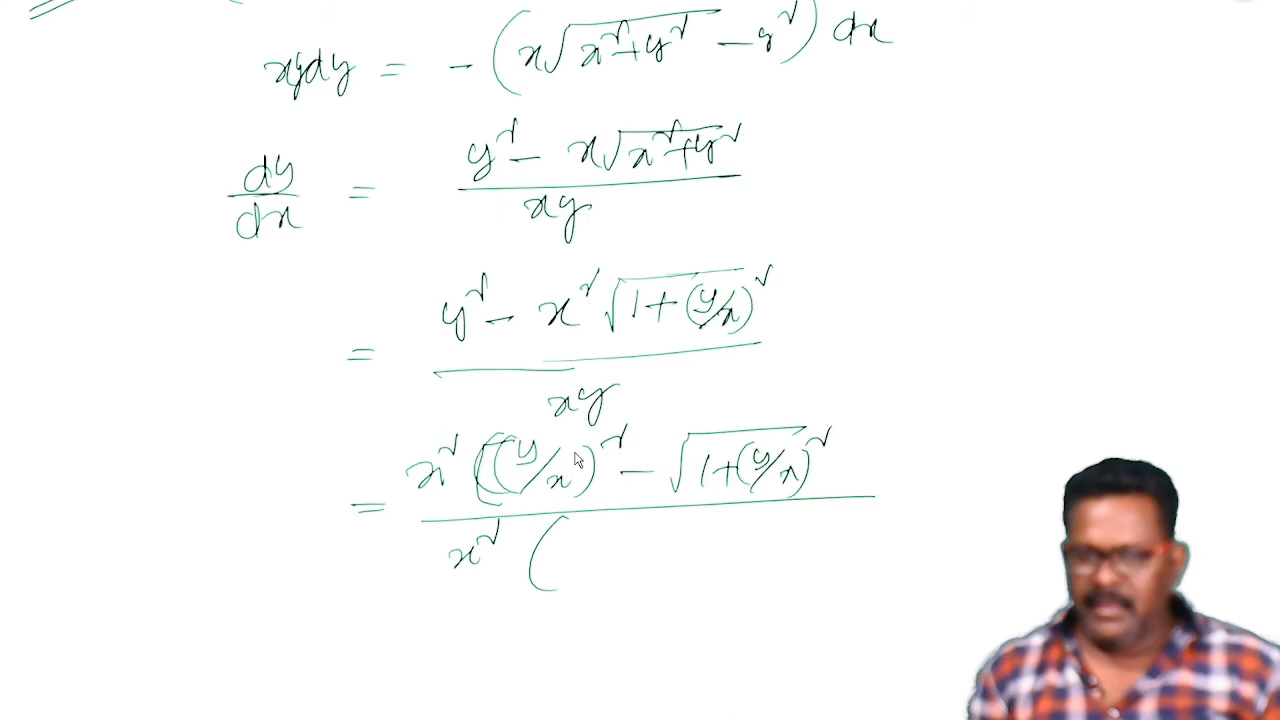 xydy = - (x√(x²+y²) - y²) dx
dy/dx = (y² - x√(x²+y²)) / xy
= (y² - x² √(1+(y/x)²)) / xy
= x² ((y/x)² - √(1+(y/x)²) / x² (